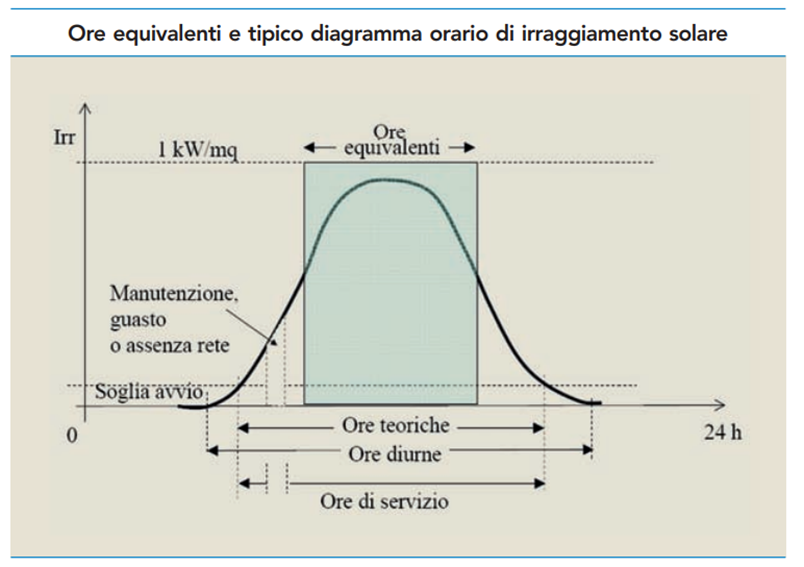 Ore equivalenti e tipico diagramma orario di irraggiamento solare
Irr
1 kW/mq
Ore
equivalenti
Manutenzione,
guasto
o assenza rete
Soglia avvio
0
24 h
Ore teoriche
Ore diurne
Ore di servizio